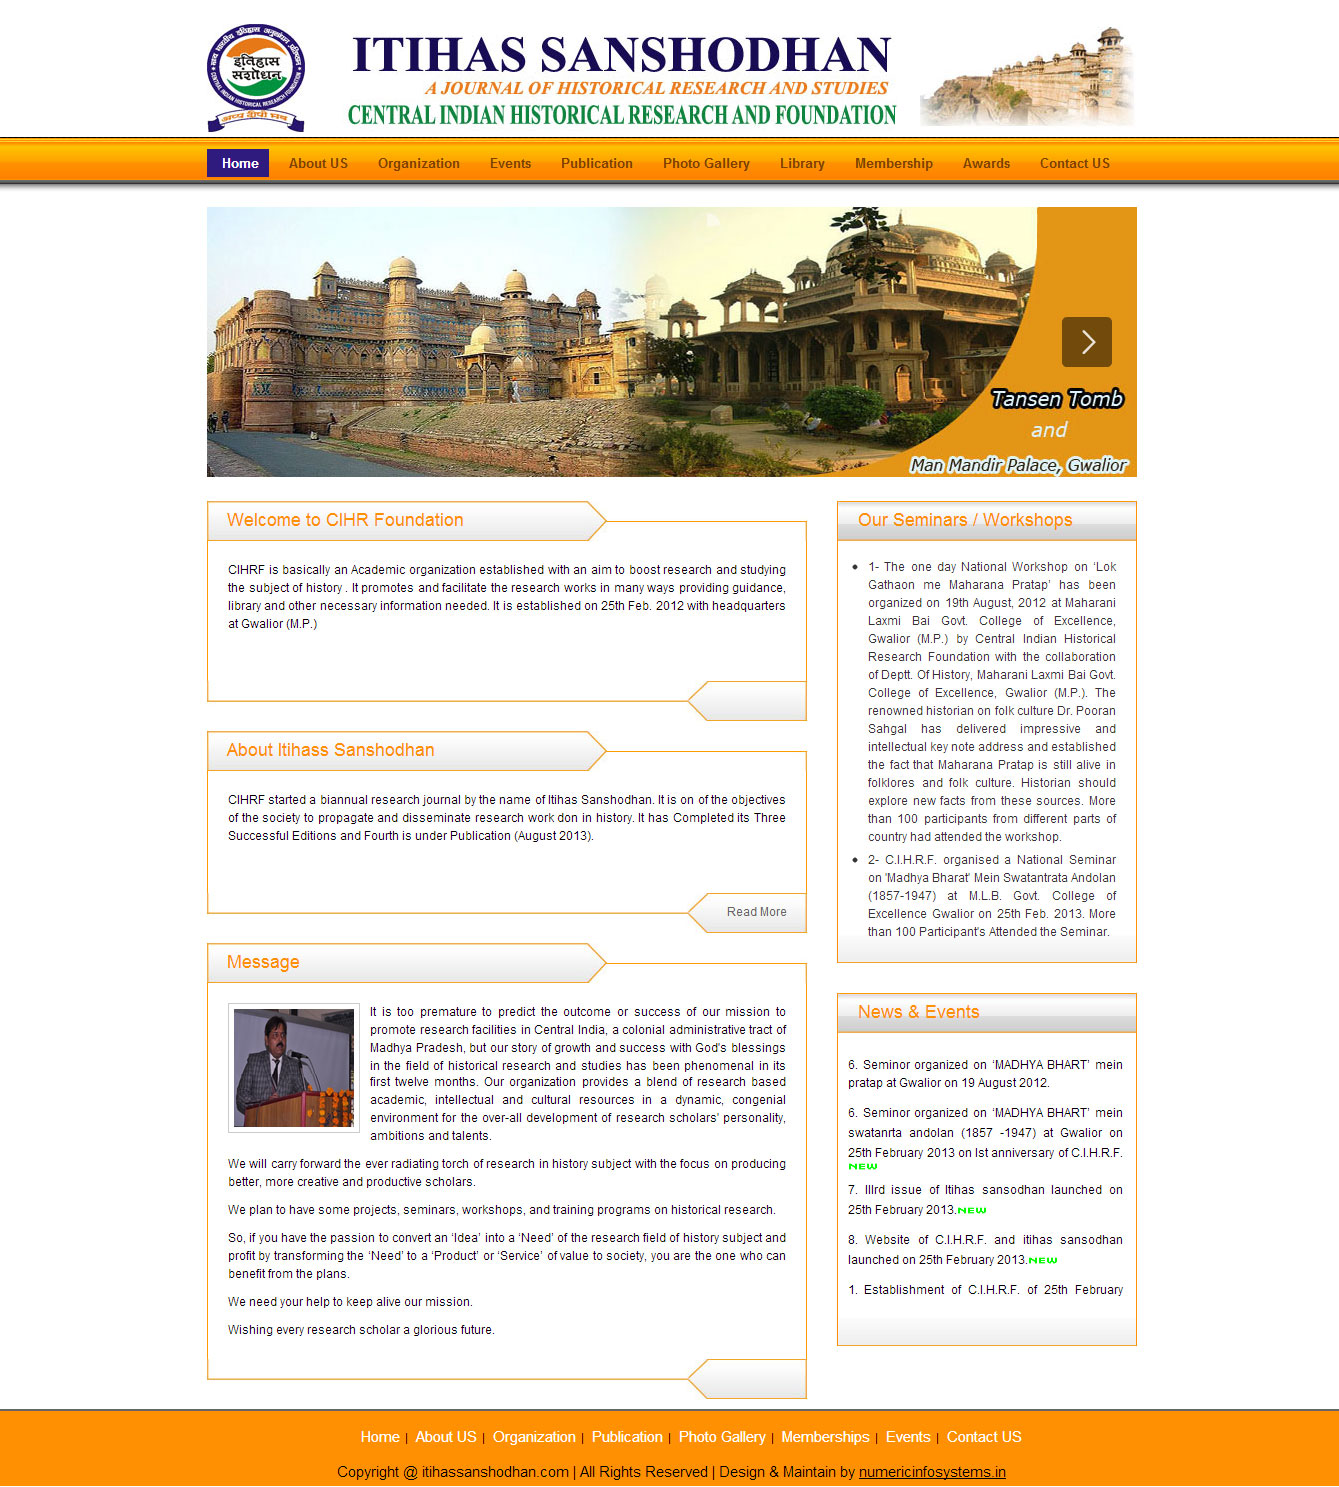 इतिहास
संशोधन
CENTRAL INDIAN HISTORICAL RESEARCH FOUNDATION
ITIHAS SANSHODHAN
A JOURNAL OF HISTORICAL RESEARCH AND STUDIES
CENTRAL INDIAN HISTORICAL RESEARCH AND FOUNDATION
Home About US Organization Events Publication Photo Gallery Library Membership Awards Contact US
Tansen Tomb
and
Man Mandir Palace, Gwalior
Welcome to CIHR Foundation
CIHRF is basically an Academic organization established with an aim to boost research and studying
the subject of history . It promotes and facilitate the research works in many ways providing guidance,
library and other necessary information needed. It is established on 25th Feb. 2012 with headquarters
at Gwalior (M.P.)
About Itihass Sanshodhan
CIHRF started a biannual research journal by the name of Itihas Sanshodhan. It is on of the objectives
of the society to propagate and disseminate research work don in history. It has Completed its Three
Successful Editions and Fourth is under Publication (August 2013).
Read More
Message
It is too premature to predict the outcome or success of our mission to
promote research facilities in Central India, a colonial administrative tract of
Madhya Pradesh, but our story of growth and success with God's blessings
in the field of historical research and studies has been phenomenal in its
first twelve months. Our organization provides a blend of research based
academic, intellectual and cultural resources in a dynamic, congenial
environment for the over-all development of research scholars' personality,
ambitions and talents.
We will carry forward the ever radiating torch of research in history subject with the focus on producing
better, more creative and productive scholars.
We plan to have some projects, seminars, workshops, and training programs on historical research.
So, if you have the passion to convert an ‘Idea’ into a ‘Need’ of the research field of history subject and
profit by transforming the ‘Need’ to a ‘Product’ or ‘Service’ of value to society, you are the one who can
benefit from the plans.
We need your help to keep alive our mission.
Wishing every research scholar a glorious future.
Our Seminars / Workshops
1- The one day National Workshop on ‘Lok
Gathaon me Maharana Pratap’ has been
organized on 19th August, 2012 at Maharani
Laxmi Bai Govt. College of Excellence,
Gwalior (M.P.) by Central Indian Historical
Research Foundation with the collaboration
of Deptt. Of History, Maharani Laxmi Bai Govt.
College of Excellence, Gwalior (M.P.). The
renowned historian on folk culture Dr. Pooran
Sahgal has delivered impressive and
intellectual key note address and established
the fact that Maharana Pratap is still alive in
folklores and folk culture. Historian should
explore new facts from these sources. More
than 100 participants from different parts of
country had attended the workshop.
2- C.I.H.R.F. organised a National Seminar
on 'Madhya Bharat' Mein Swatantrata Andolan
(1857-1947) at M.L.B. Govt. College of
Excellence Gwalior on 25th Feb. 2013. More
than 100 Participant's Attended the Seminar.
News & Events
6. Seminor organized on ‘MADHYA BHART’ mein
pratap at Gwalior on 19 August 2012.
6. Seminor organized on ‘MADHYA BHART’ mein
swatanrta andolan (1857 -1947) at Gwalior on
25th February 2013 on Ist anniversary of C.I.H.R.F.
NEW
7. IIIrd issue of Itihas sansodhan launched on
25th February 2013.NEW
8. Website of C.I.H.R.F. and itihas sansodhan
launched on 25th February 2013.NEW
1. Establishment of C.I.H.R.F. of 25th February
Home | About US | Organization | Publication | Photo Gallery | Memberships | Events | Contact US
Copyright @ itihassanshodhan.com | All Rights Reserved | Design & Maintain by numericinfosystems.in